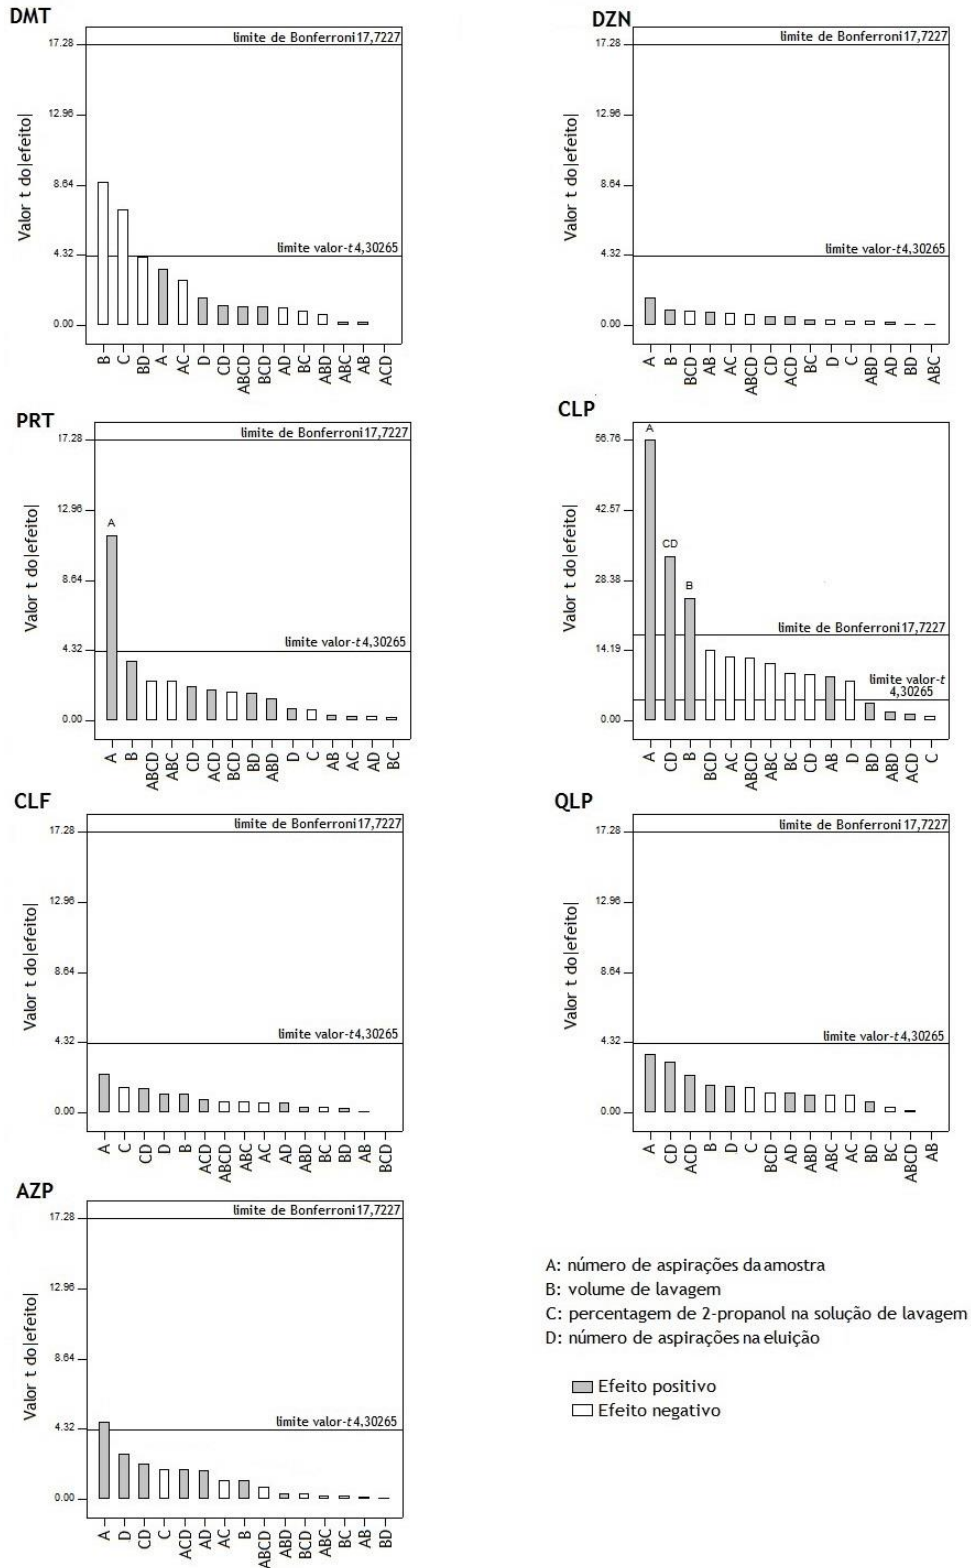 DMT
limite de Bonferroni 17,7227
17.28
12.96
8.64
4.32
0.00
Valor t do|efeito|
limite valor-t 4,30265
B C BD A AC D CD ABCD BCD AD BC ABD ABC AB ACD
DZN
limite de Bonferroni 17,7227
17.28
12.96
8.64
4.32
0.00
Valor t do|efeito|
limite valor-t 4,30265
A B BCD AB AC ABCD CD ACD BC D C ABD AD BD ABC
PRT
limite de Bonferroni 17,7227
17.28
12.96
8.64
4.32
0.00
Valor t do|efeito|
A
limite valor-t 4,30265
A B ABCD ABC CD ACD BCD BD ABD D C AB AC AD BC
CLP
56.76
42.57
28.38
14.19
0.00
Valor t do|efeito|
A
CD
B
limite de Bonferroni 17,7227
limite valor-t
4,30265
A CD B BCD AC ABCD ABC BC CD AB D BD ABD ACD C
CLF
limite de Bonferroni 17,7227
17.28
12.96
8.64
4.32
0.00
Valor t do|efeito|
limite valor-t 4,30265
A C CD D B ACD ABCD ABC AC AD ABD BC BD AB BCD
QLP
limite de Bonferroni 17,7227
17.28
12.96
8.64
4.32
0.00
Valor t do|efeito|
limite valor-t 4,30265
A CD ACD B D C BCD AD ABD ABC AC BD BC ABCD AB
AZP
limite de Bonferroni 17,7227
17.28
12.96
8.64
4.32
0.00
Valor t do|efeito|
limite valor-t 4,30265
A D CD C ACD AD AC B ABCD ABD BCD ABC BC AB BD
A: número de aspirações da amostra
B: volume de lavagem
C: percentagem de 2-propanol na solução de lavagem
D: número de aspirações na eluição
Efeito positivo
Efeito negativo